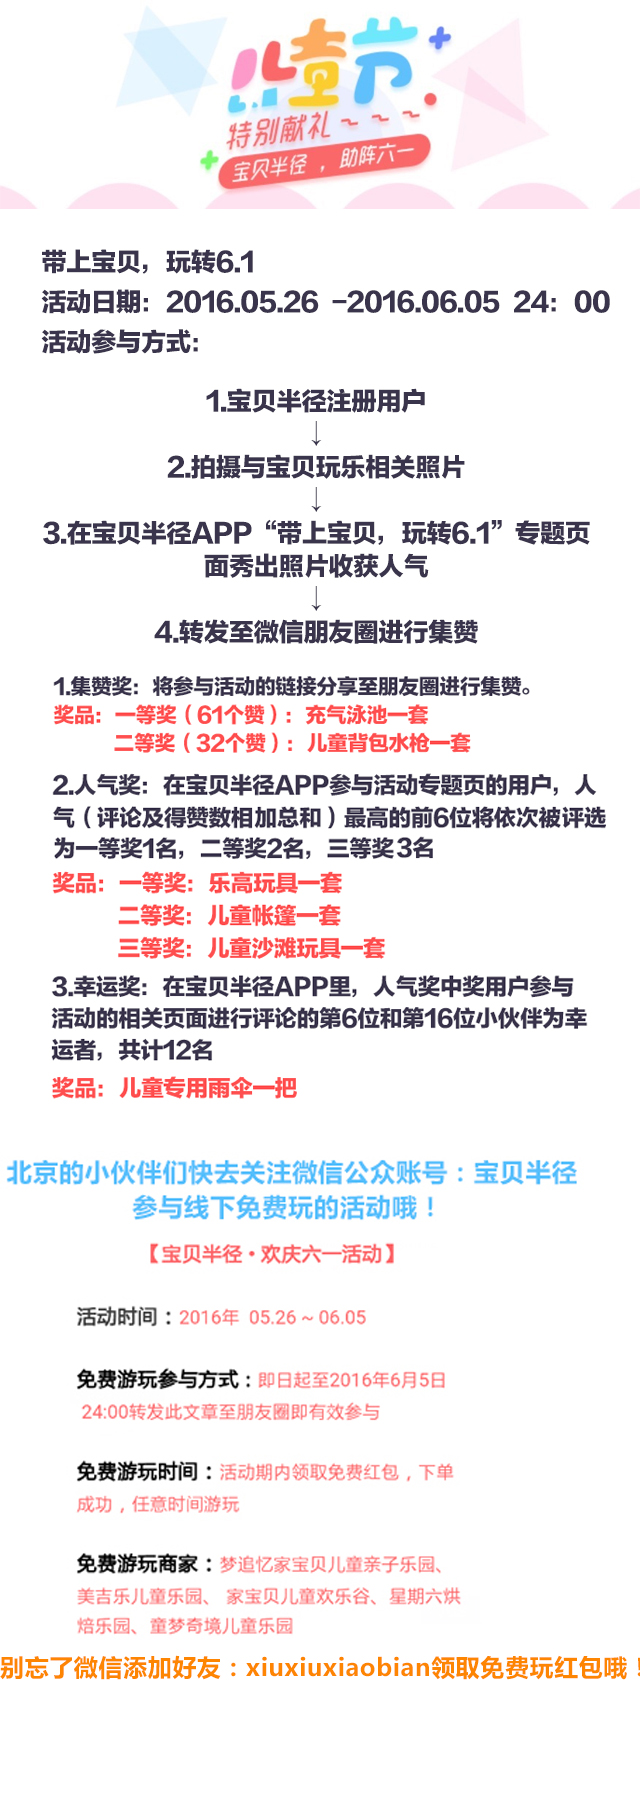 儿童节
特别献礼～～～
宝贝半径，助阵六一
带上宝贝，玩转6.1
活动日期：2016.05.26 -2016.06.05 24：00
活动参与方式：
1.宝贝半径注册用户
↓
2.拍摄与宝贝玩乐相关照片
↓
3.在宝贝半径APP“带上宝贝，玩转6.1”专题页
面秀出照片收获人气
↓
4.转发至微信朋友圈进行集赞
1.集赞奖：将参与活动的链接分享至朋友圈进行集赞。
奖品：一等奖（61个赞）：充气泳池一套
二等奖（32个赞）：儿童背包水枪一套
2.人气奖：在宝贝半径APP参与活动专题页的用户，人
气（评论及得赞数相加总和）最高的前6位将依次被评选
为一等奖1名，二等奖2名，三等奖3名
奖品：一等奖：乐高玩具一套
二等奖：儿童帐篷一套
三等奖：儿童沙滩玩具一套
3.幸运奖：在宝贝半径APP里，人气奖中奖用户参与
活动的相关页面进行评论的第6位和第16位小伙伴为幸
运者，共计12名
奖品：儿童专用雨伞一把
北京的小伙伴们快去关注微信公众账号：宝贝半径
参与线下免费玩的活动哦！
【宝贝半径·欢庆六一活动】
活动时间：2016年 05.26 ~ 06.05
免费游玩参与方式：即日起至2016年6月5日
24:00转发此文章至朋友圈即有效参与
免费游玩时间：活动期内领取免费红包，下单
成功，任意时间游玩
免费游玩商家：梦追忆家宝贝儿童亲子乐园、
美吉乐儿童乐园、 家宝贝儿童欢乐谷、星期六烘
焙乐园、童梦奇境儿童乐园
别忘了微信添加好友：xiuxiuxiaobian领取免费玩红包哦！